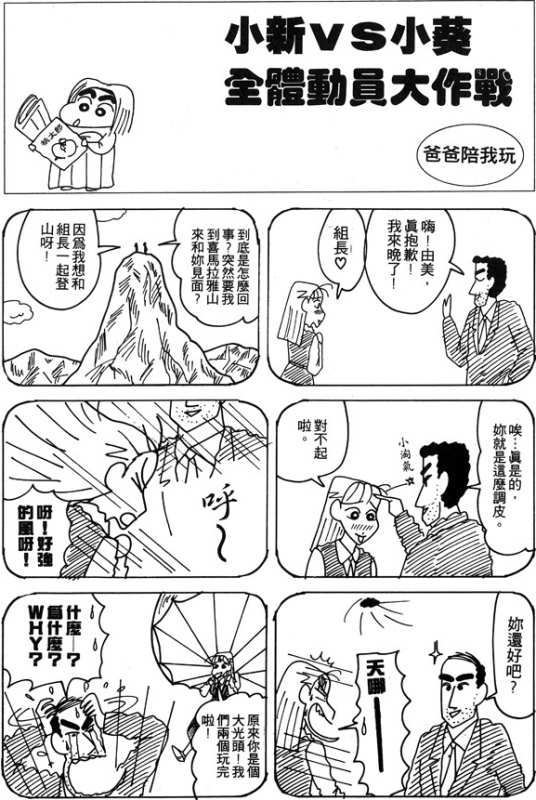 小新VS小葵
全體動員大作戰
爸爸陪我玩
桃太郎
嗨!由美,
真抱歉!
我來晚了!
組長♡
到底是怎麼回
事?突然要我
到喜馬拉雅山
來和妳見面?
因為我想和
組長一起登
山呀!
唉…真是的,
妳就是這麼調皮。
小淘氣
對不起
啦。
呼~
呀!好強
的風呀!
妳還好吧?
天哪——
原來你是個
大光頭!我
們兩個玩完
啦!
什麼—?
為什麼?
WHY?